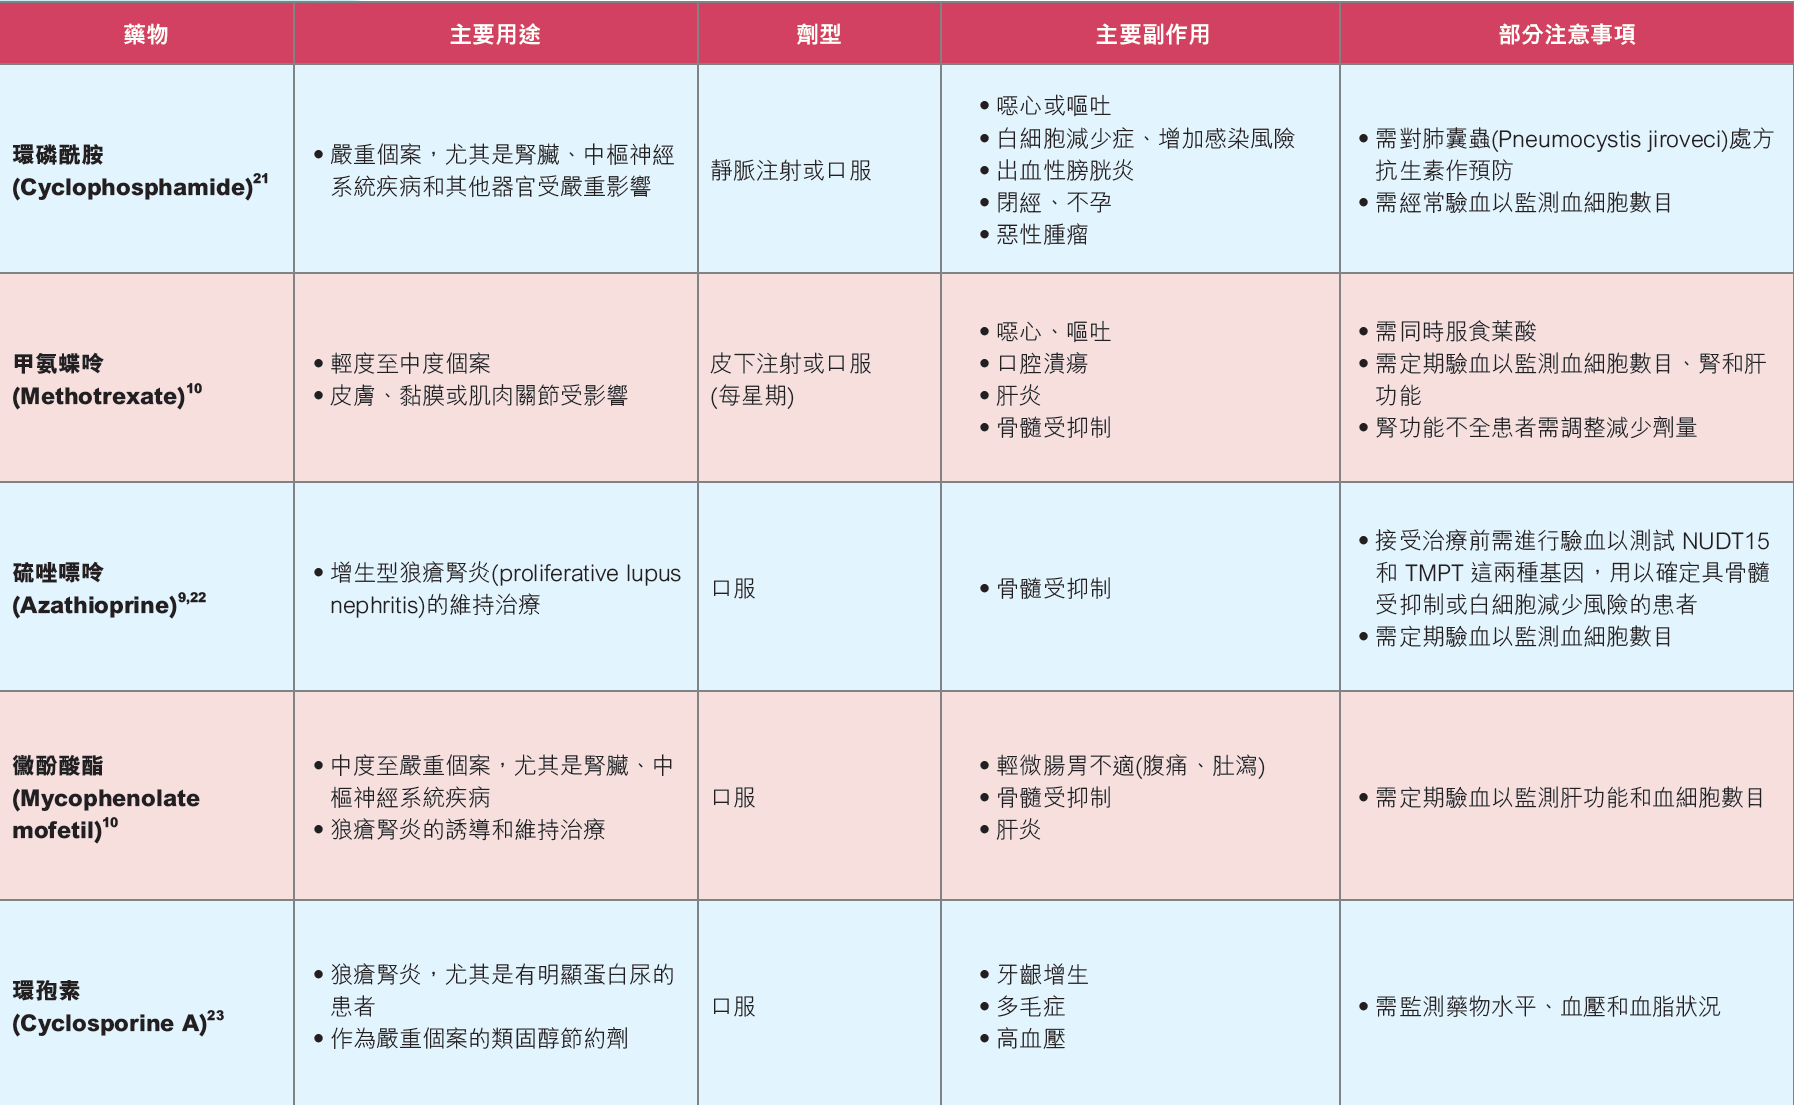 藥物
主要用途
劑型
主要副作用
部分注意事項
環磷酰胺
(Cyclophosphamide)21
• 嚴重個案，尤其是腎臟、中樞神經
系統疾病和其他器官受嚴重影響
靜脈注射或口服
• 噁心或嘔吐
• 白細胞減少症、增加感染風險
• 出血性膀胱炎
• 閉經、不孕
• 惡性腫瘤
• 需對肺囊蟲(Pneumocystis jiroveci)處方
抗生素作預防
• 需經常驗血以監測血細胞數目
甲氨蝶呤
(Methotrexate)10
• 輕度至中度個案
• 皮膚、黏膜或肌肉關節受影響
皮下注射或口服
(每星期)
• 噁心、嘔吐
• 口腔潰瘍
• 肝炎
• 骨髓受抑制
• 需同時服食葉酸
• 需定期驗血以監測血細胞數目、腎和肝
功能
• 腎功能不全患者需調整減少劑量
硫唑嘌呤
(Azathioprine)9,22
• 增生型狼瘡腎炎(proliferative lupus
nephritis)的維持治療
口服
• 骨髓受抑制
• 接受治療前需進行驗血以測試 NUDT15
和 TMPT 這兩種基因，用以確定具骨髓
受抑制或白細胞減少風險的患者
• 需定期驗血以監測血細胞數目
黴酚酸酯
(Mycophenolate
mofetil)10
• 中度至嚴重個案，尤其是腎臟、中
樞神經系統疾病
• 狼瘡腎炎的誘導和維持治療
口服
• 輕微腸胃不適(腹痛、肚瀉)
• 骨髓受抑制
• 肝炎
• 需定期驗血以監測肝功能和血細胞數目
環孢素
(Cyclosporine A)23
• 狼瘡腎炎，尤其是有明顯蛋白尿的
患者
• 作為嚴重個案的類固醇節約劑
口服
• 牙齦增生
• 多毛症
• 高血壓
• 需監測藥物水平、血壓和血脂狀況